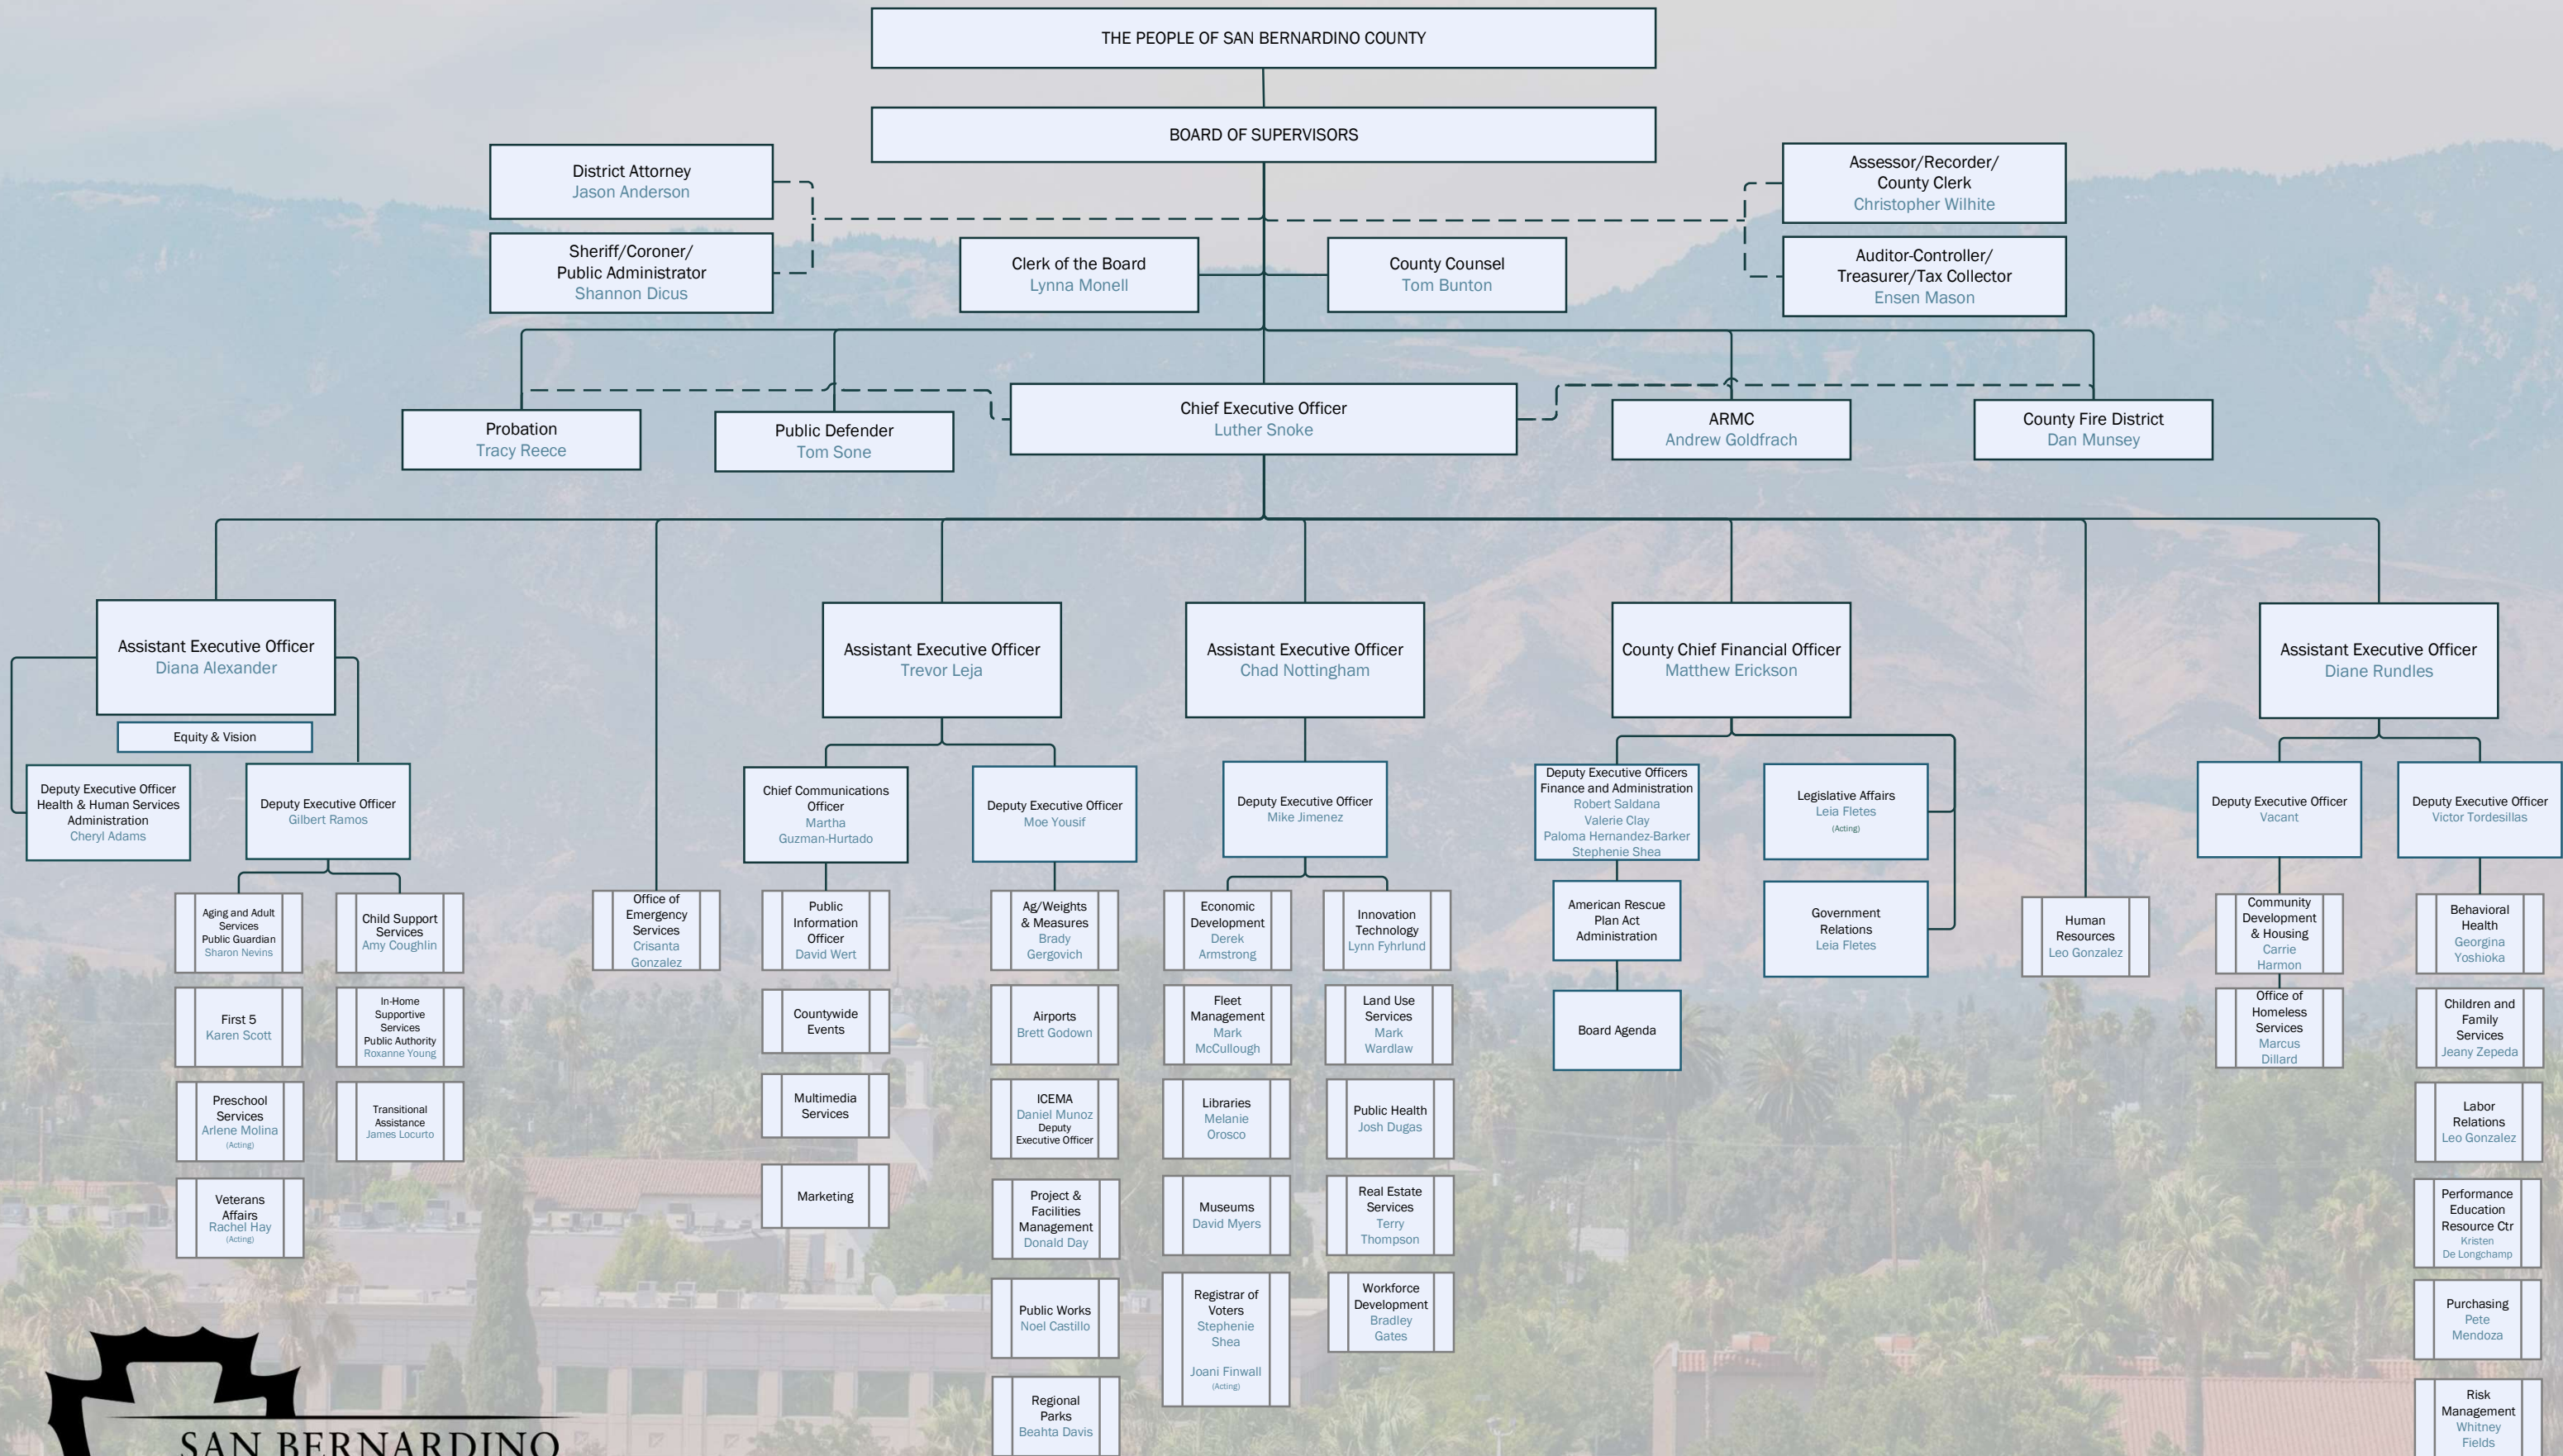 THE PEOPLE OF SAN BERNARDINO COUNTY
BOARD OF SUPERVISORS
District Attorney
Jason Anderson
Sheriff/Coroner/
Public Administrator
Shannon Dicus
Clerk of the Board
Lynna Monell
County Counsel
Tom Bunton
Assessor/Recorder/
County Clerk
Christopher Wilhite
Auditor-Controller/
Treasurer/Tax Collector
Ensen Mason
Probation
Tracy Reece
Public Defender
Tom Sone
Chief Executive Officer
Luther Snoke
ARMC
Andrew Goldfrach
County Fire District
Dan Munsey
Assistant Executive Officer
Diana Alexander
Equity & Vision
Deputy Executive Officer
Health & Human Services
Administration
Cheryl Adams
Deputy Executive Officer
Gilbert Ramos
Aging and Adult
Services
Public Guardian
Sharon Nevins
First 5
Karen Scott
Preschool
Services
Arlene Molina
(Acting)
Veterans
Affairs
Rachel Hay
(Acting)
Child Support
Services
Amy Coughlin
In-Home
Supportive
Services
Public Authority
Roxanne Young
Transitional
Assistance
James Locurto
Office of
Emergency
Services
Crisanta
Gonzalez
Assistant Executive Officer
Trevor Leja
Chief Communications
Officer
Martha
Guzman-Hurtado
Public
Information
Officer
David Wert
Countywide
Events
Multimedia
Services
Marketing
Deputy Executive Officer
Moe Yousif
Ag/Weights
& Measures
Brady
Gergovich
Airports
Brett Godown
ICEMA
Daniel Munoz
Deputy
Executive Officer
Project &
Facilities
Management
Donald Day
Public Works
Noel Castillo
Regional
Parks
Beahta Davis
Assistant Executive Officer
Chad Nottingham
Deputy Executive Officer
Mike Jimenez
Economic
Development
Derek
Armstrong
Fleet
Management
Mark
McCullough
Libraries
Melanie
Orosco
Museums
David Myers
Registrar of
Voters
Stephenie
Shea
Joani Finwall
(Acting)
Innovation
Technology
Lynn Fyhrlund
Land Use
Services
Mark
Wardlaw
Public Health
Josh Dugas
Real Estate
Services
Terry
Thompson
Workforce
Development
Bradley
Gates
County Chief Financial Officer
Matthew Erickson
Deputy Executive Officers
Finance and Administration
Robert Saldana
Valerie Clay
Paloma Hernandez-Barker
Stephenie Shea
American Rescue
Plan Act
Administration
Board Agenda
Legislative Affairs
Leia Fletes
(Acting)
Government
Relations
Leia Fletes
Human
Resources
Leo Gonzalez
Assistant Executive Officer
Diane Rundles
Deputy Executive Officer
Vacant
Community
Development
& Housing
Carrie
Harmon
Office of
Homeless
Services
Marcus
Dillard
Deputy Executive Officer
Victor Tordesillas
Behavioral
Health
Georgina
Yoshioka
Children and
Family
Services
Jeany Zepeda
Labor
Relations
Leo Gonzalez
Performance
Education
Resource Ctr
Kristen
De Longchamp
Purchasing
Pete
Mendoza
Risk
Management
Whitney
Fields
SAN BERNARDINO